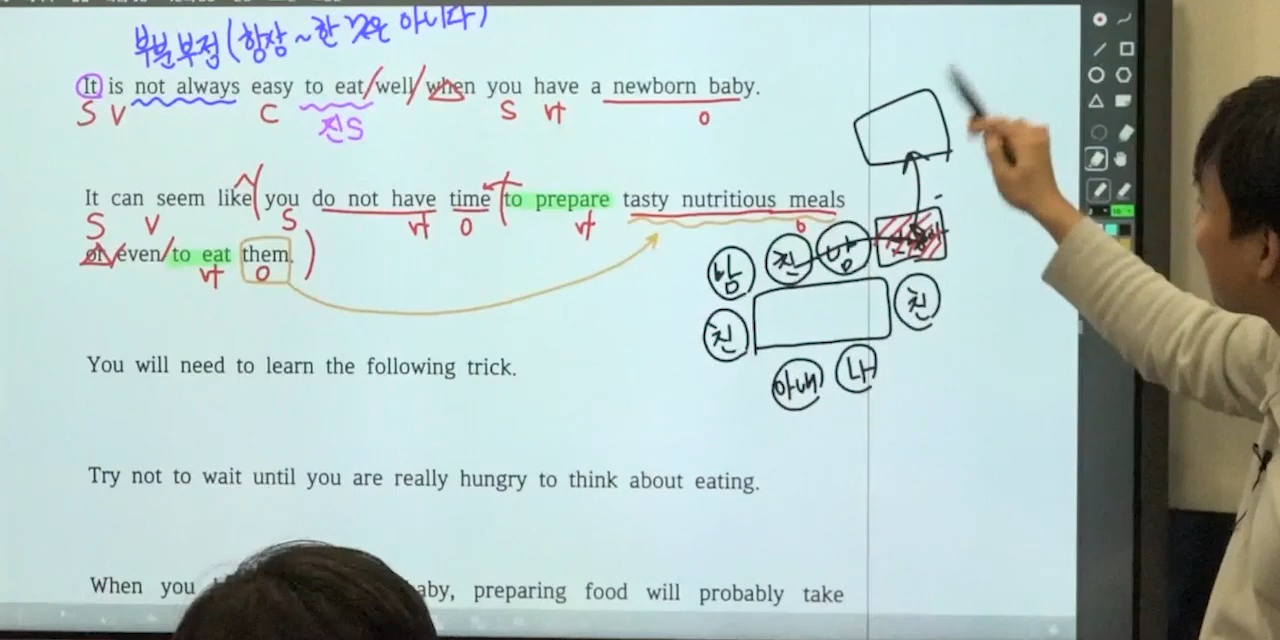 부분부정(항상 ~한 것은 아니다)
It is not always easy to eat/well/when you have a newborn baby.
S V C 진S S vt o
It can seem like you do not have time to prepare tasty nutritious meals
S V S vt o vt o
or even/to eat them.)
vt o
밤 친 밤
친 친
아내 나
You will need to learn the following trick.
Try not to wait until you are really hungry to think about eating.
When you aby, preparing food will probably take